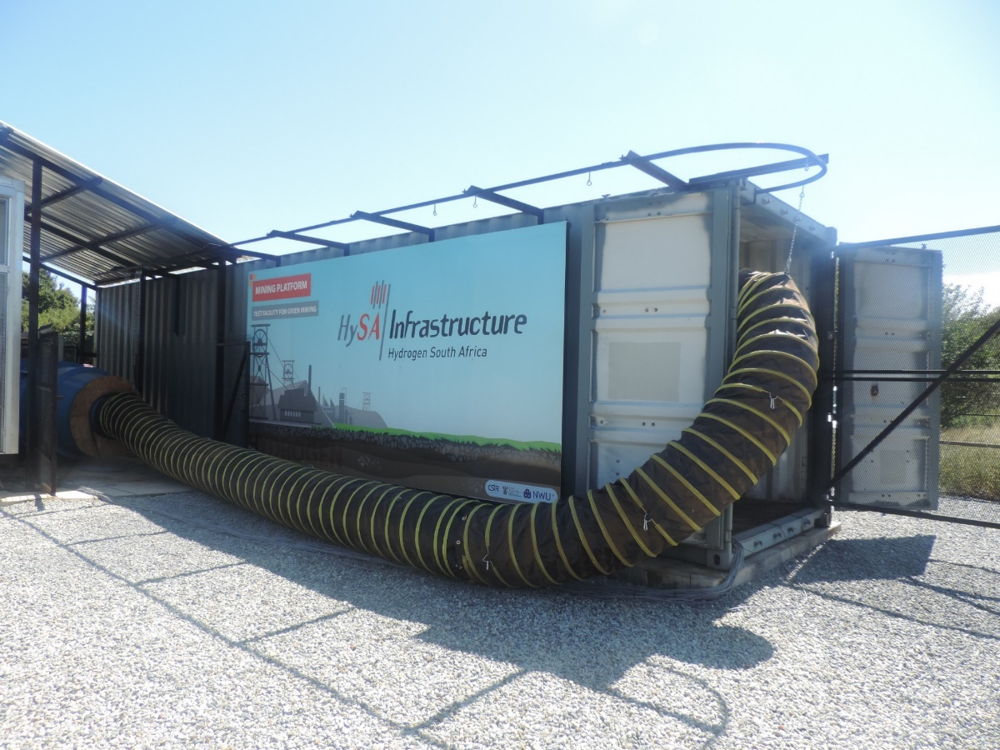 MINING PLATFORM
TEST FACILITY FOR GREEN MINING
HySA Infrastructure
Hydrogen South Africa
CSIR NWU